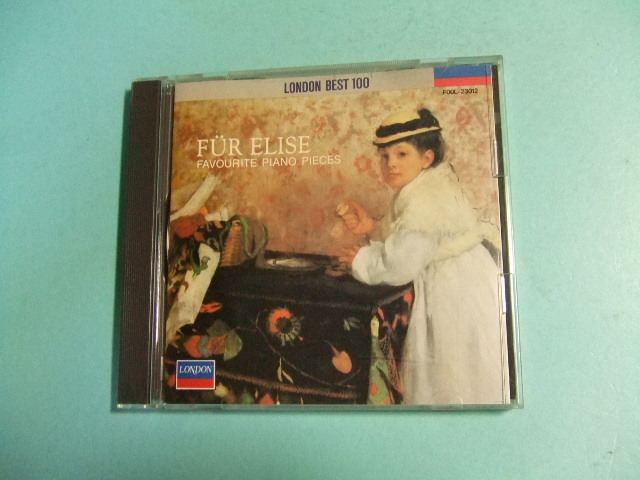 LONDON BEST 100
FOOL-23012
FÜR ELISE
FAVOURITE PIANO PIECES
LONDON